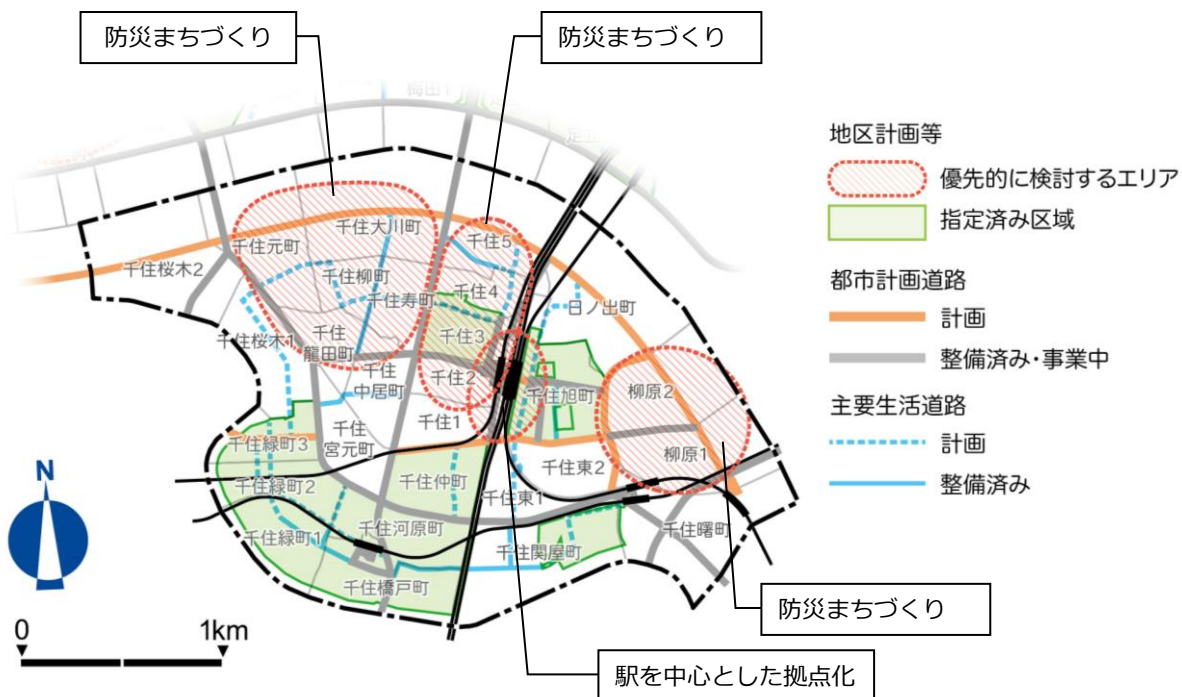 防災まちづくり
防災まちづくり
梅田1
千住大川町
千住5
千住元町
千住桜木2
千住柳町
千住4
千住寿町
日ノ出町
千住桜木1
千住
龍田町
千住3
千住
中居町
千住2
千住旭町
柳原2
千住1
千住
宮元町
千住緑町3
柳原1
千住東2
千住緑町2
千住仲町
千住東1
千住河原町
千住曙町
千住緑町1
千住関屋町
千住橋戸町
N
0
1km
地区計画等
優先的に検討するエリア
指定済み区域
都市計画道路
計画
整備済み・事業中
主要生活道路
計画
整備済み
防災まちづくり
駅を中心とした拠点化